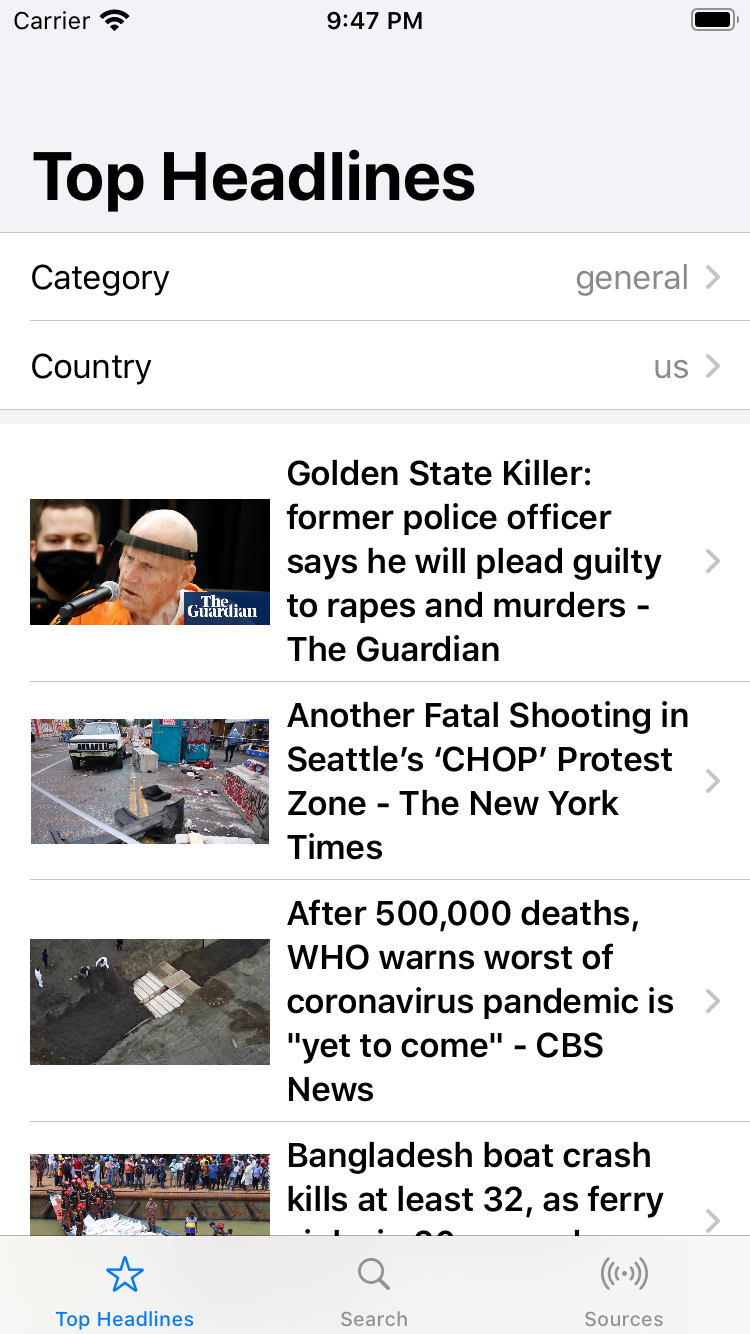 Carrier
9:47 PM
Top Headlines
Category
general
Country
us
Golden State Killer:
former police officer
says he will plead guilty
to rapes and murders -
The Guardian
The
Guardian
Another Fatal Shooting in
Seattle’s ‘CHOP’ Protest
Zone - The New York
Times
After 500,000 deaths,
WHO warns worst of
coronavirus pandemic is
"yet to come" - CBS
News
Bangladesh boat crash
kills at least 32, as ferry
Top Headlines
Search
Sources